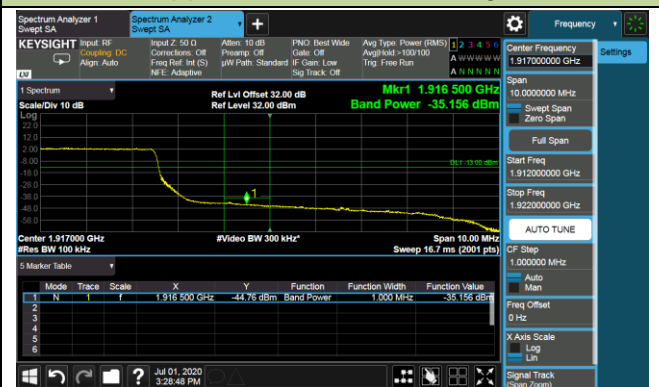 Spectrum Analyzer 1
Swept SA
Spectrum Analyzer 2
Swept SA
+
Frequency
KEYSIGHT
Input: RF
Coupling: DC
Align: Auto
Input Z: 50 Ω
Corrections: Off
Freq Ref: Int (S)
NFE: Adaptive
Atten: 10 dB
Preamp: Off
µW Path: Standard
PNO: Best Wide
Gate: Off
IF Gain: Low
Sig Track: Off
Avg Type: Power (RMS)
Avg|Hold:>100/100
Trig: Free Run
1 2 3 4 5 6
A W W W W W
A N N N N N
LXI
1 Spectrum
Scale/Div 10 dB
Ref Lvl Offset 32.00 dB
Ref Level 32.00 dBm
Mkr1 1.916 500 GHz
Band Power -35.156 dBm
Log
22.0
12.0
2.00
-8.00
-18.0
-28.0
-38.0
-48.0
-58.0
DL1 -13.00 dBm
1
Center 1.917000 GHz
#Res BW 100 kHz
#Video BW 300 kHz*
Span 10.00 MHz
Sweep 16.7 ms (2001 pts)
5 Marker Table
Mode Trace Scale X Y Function Function Width Function Value
1 N 1 f 1.916 500 GHz -44.76 dBm Band Power 1.000 MHz -35.156 dBm
2
3
4
5
6
Jul 01, 2020
3:28:48 PM
Center Frequency
1.917000000 GHz
Settings
Span
10.0000000 MHz
Swept Span
Zero Span
Full Span
Start Freq
1.912000000 GHz
Stop Freq
1.922000000 GHz
AUTO TUNE
CF Step
1.000000 MHz
Auto
Man
Freq Offset
0 Hz
X Axis Scale
Log
Lin
Signal Track
(Span Zoom)